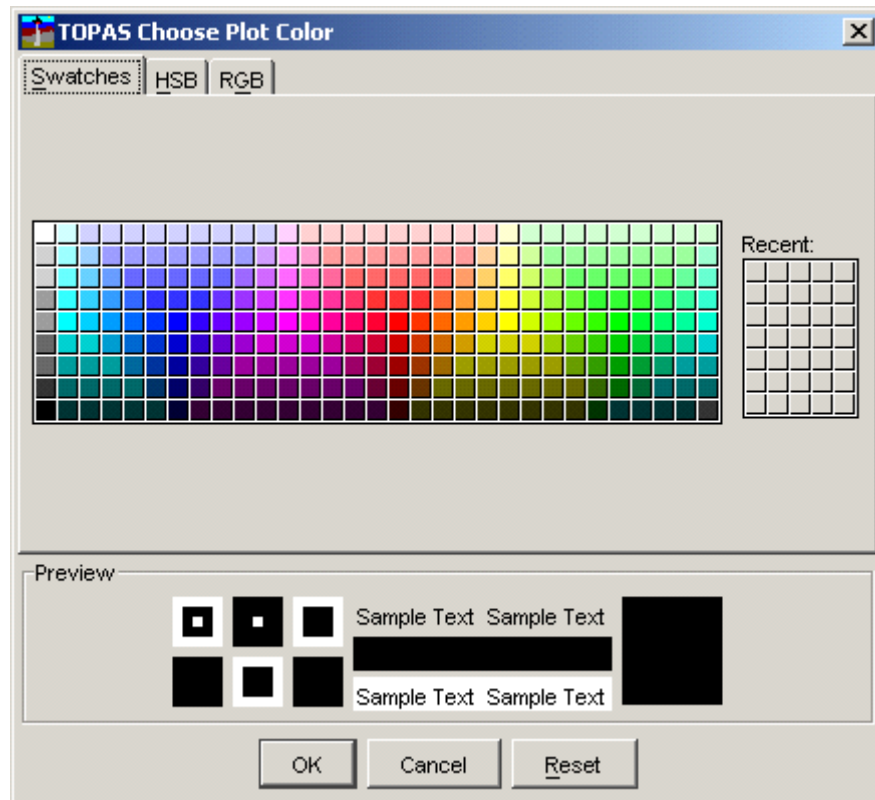 TOPAS Choose Plot Color
Swatches HSB RGB
Recent:
Preview
Sample Text Sample Text
Sample Text Sample Text
OK Cancel Reset